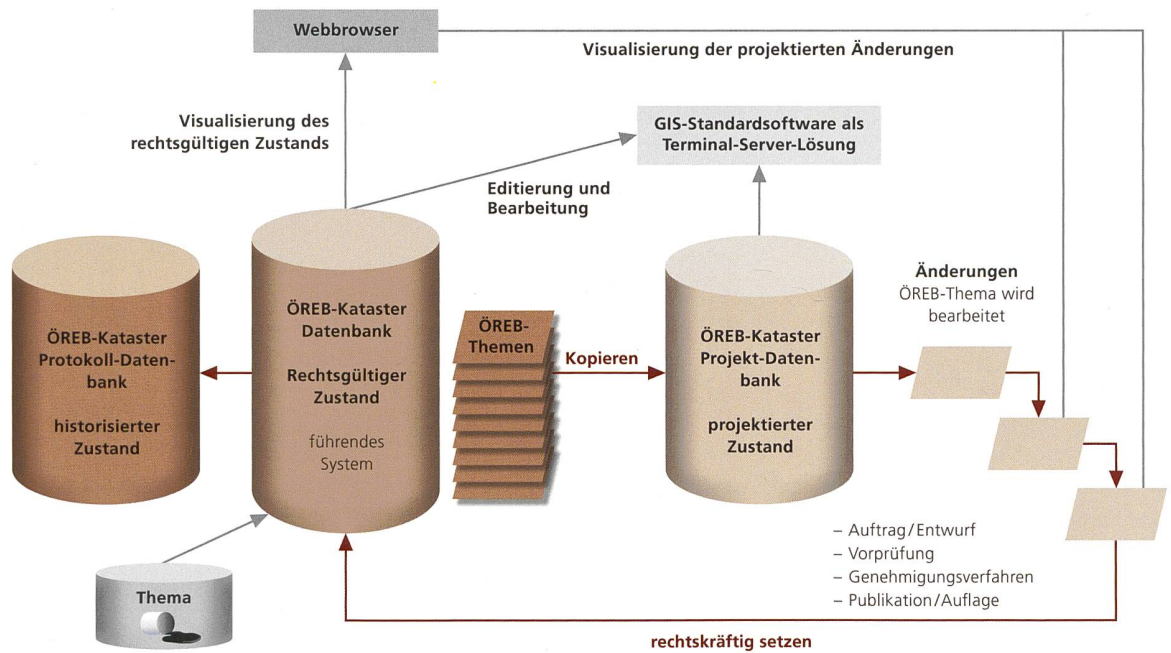 Webbrowser
Visualisierung der projektierten Änderungen
Visualisierung des
rechtsgültigen Zustands
GIS-Standardsoftware als
Terminal-Server-Lösung
Editierung und
Bearbeitung
ÖREB-Kataster
Protokoll-Daten-
bank
historisierter
Zustand
ÖREB-Kataster
Datenbank
Rechtsgültiger
Zustand
führendes
System
ÖREB-
Themen
Kopieren
ÖREB-Kataster
Projekt-Daten-
bank
projektierter
Zustand
Änderungen
ÖREB-Thema wird
bearbeitet
– Auftrag/Entwurf
– Vorprüfung
– Genehmigungsverfahren
– Publikation/Auflage
Thema
rechtskräftig setzen